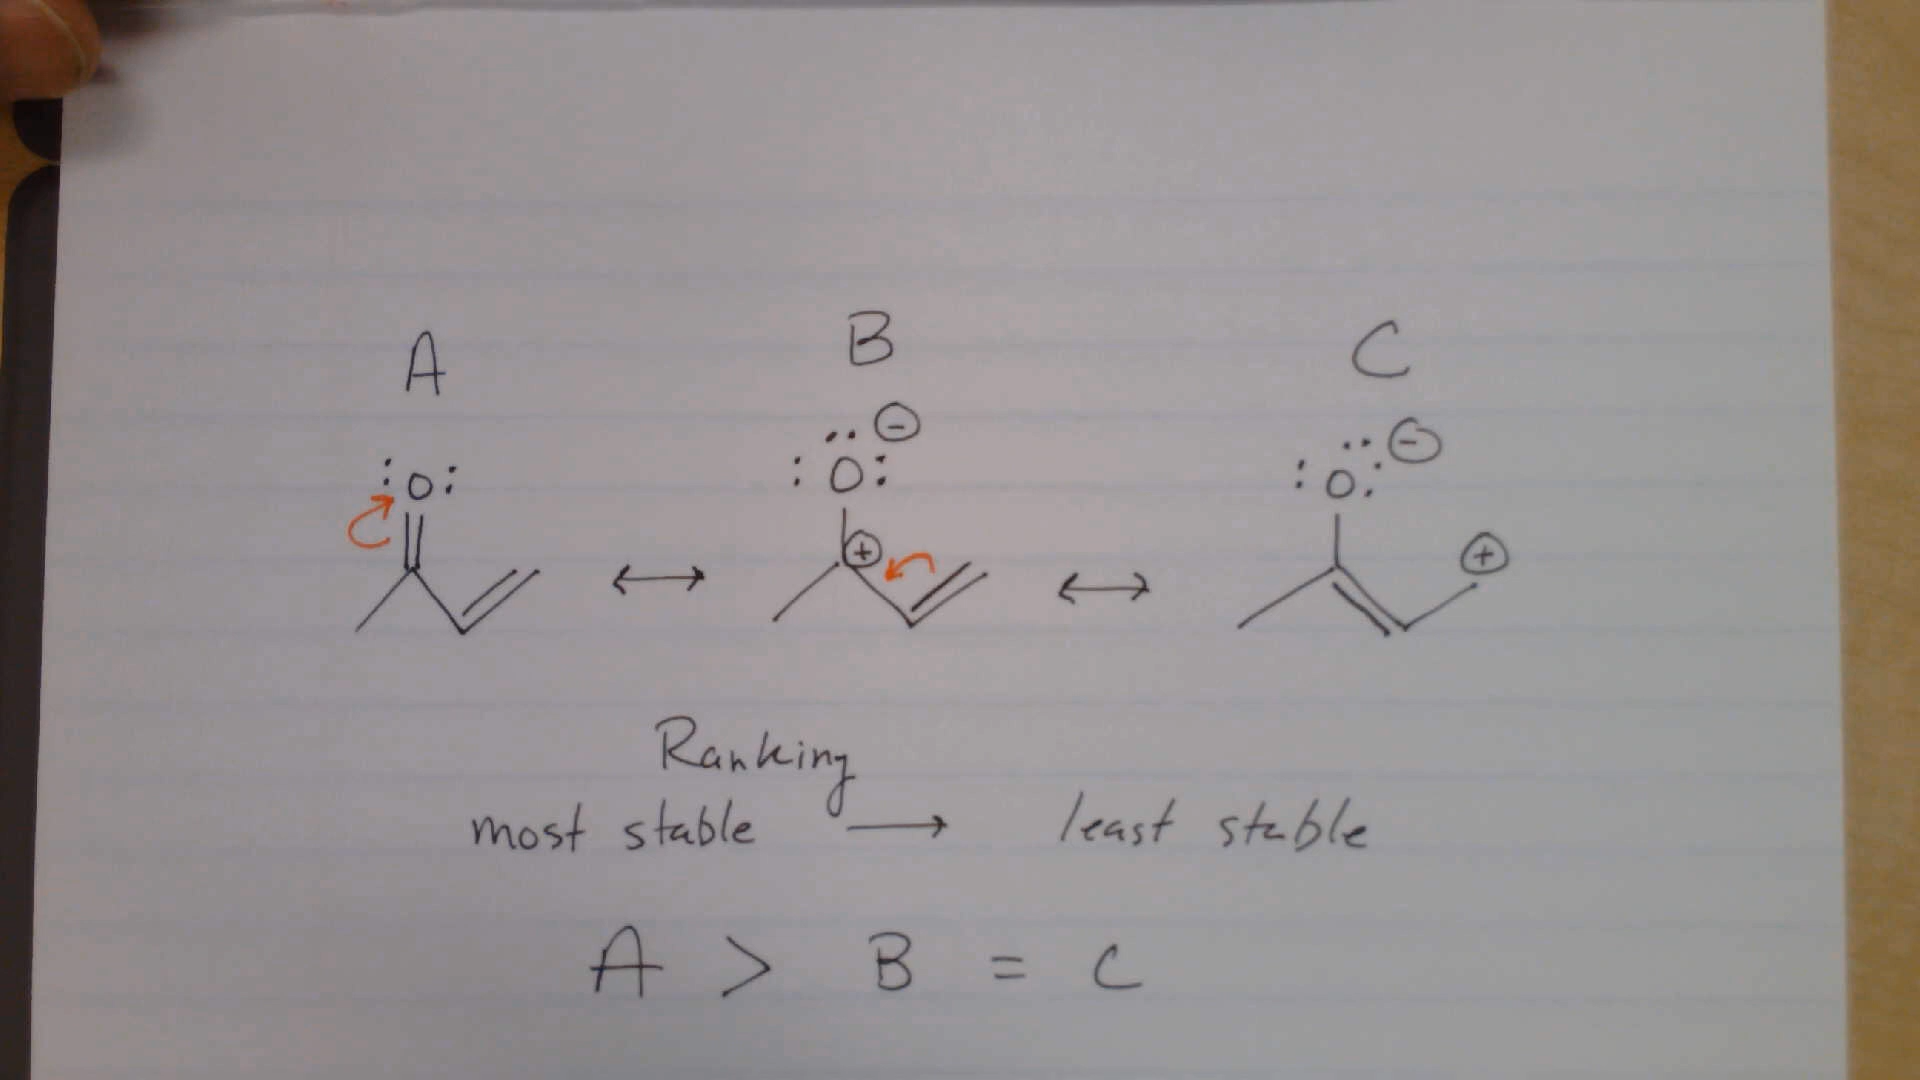 A B C
:O: :O: ⊖ :O: ⊖
⊕ ⊕
Ranking
most stable → least stable
A > B = C